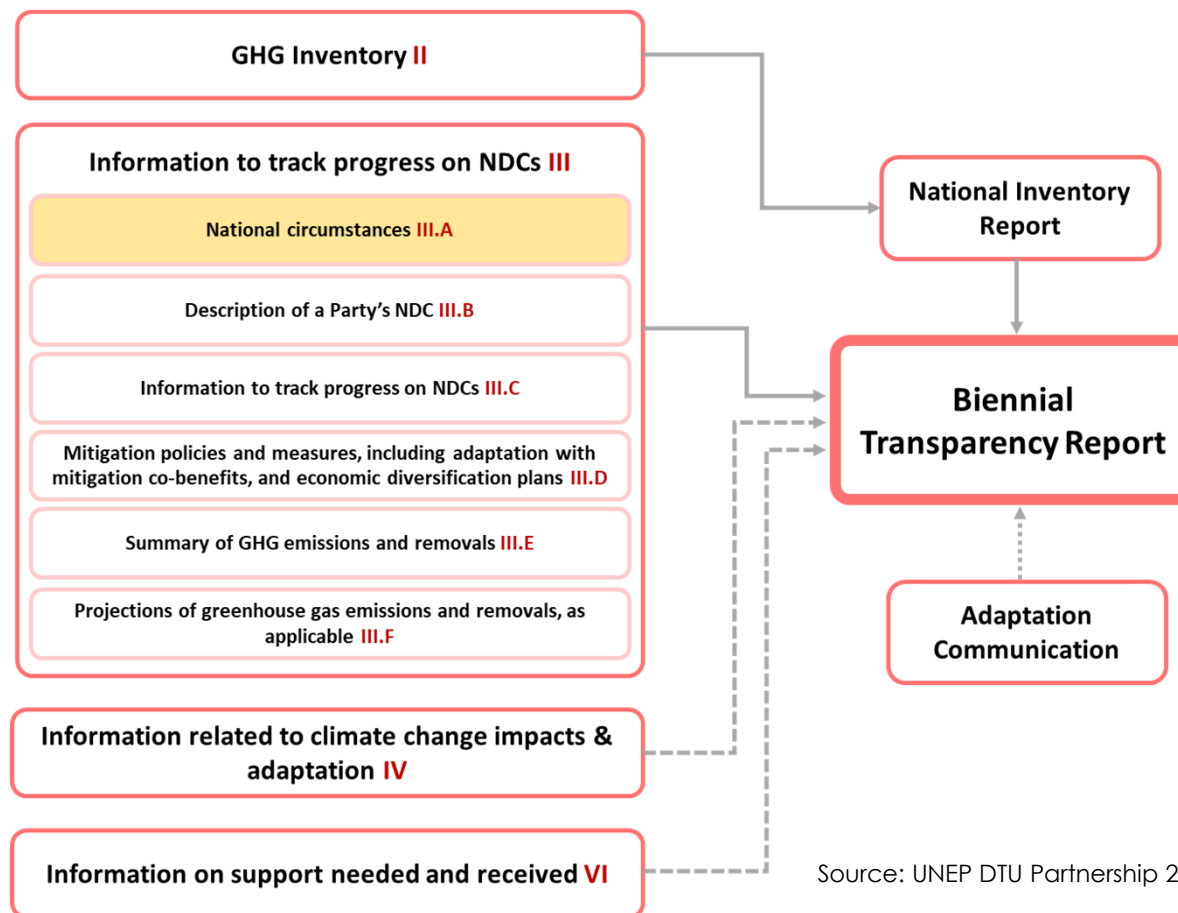 GHG Inventory II
Information to track progress on NDCs III
National circumstances III.A
Description of a Party’s NDC III.B
Information to track progress on NDCs III.C
Mitigation policies and measures, including adaptation with
mitigation co-benefits, and economic diversification plans III.D
Summary of GHG emissions and removals III.E
Projections of greenhouse gas emissions and removals, as
applicable III.F
Information related to climate change impacts &
adaptation IV
Information on support needed and received VI
National Inventory
Report
Biennial
Transparency Report
Adaptation
Communication
Source: UNEP DTU Partnership 2